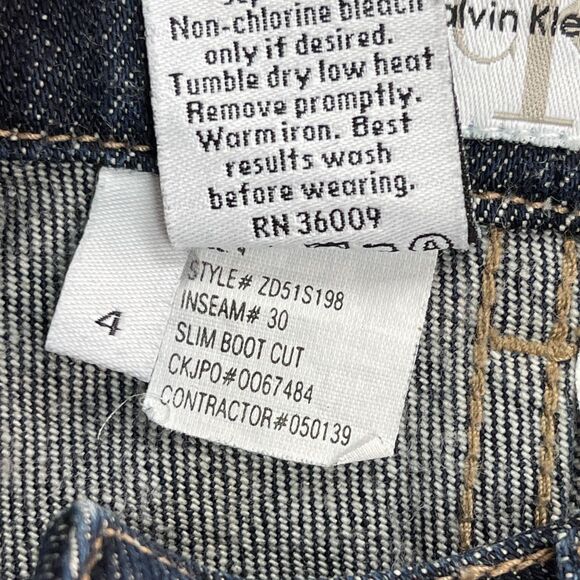 Non-chlorine bleach
only if desired.
Tumble dry low heat
Remove promptly.
Warm iron. Best
results wash
before wearing.
RN 36009
alvin Kle
4
STYLE# ZD51S198
INSEAM# 30
SLIM BOOT CUT
CKJPO#0067484
CONTRACTOR#050139